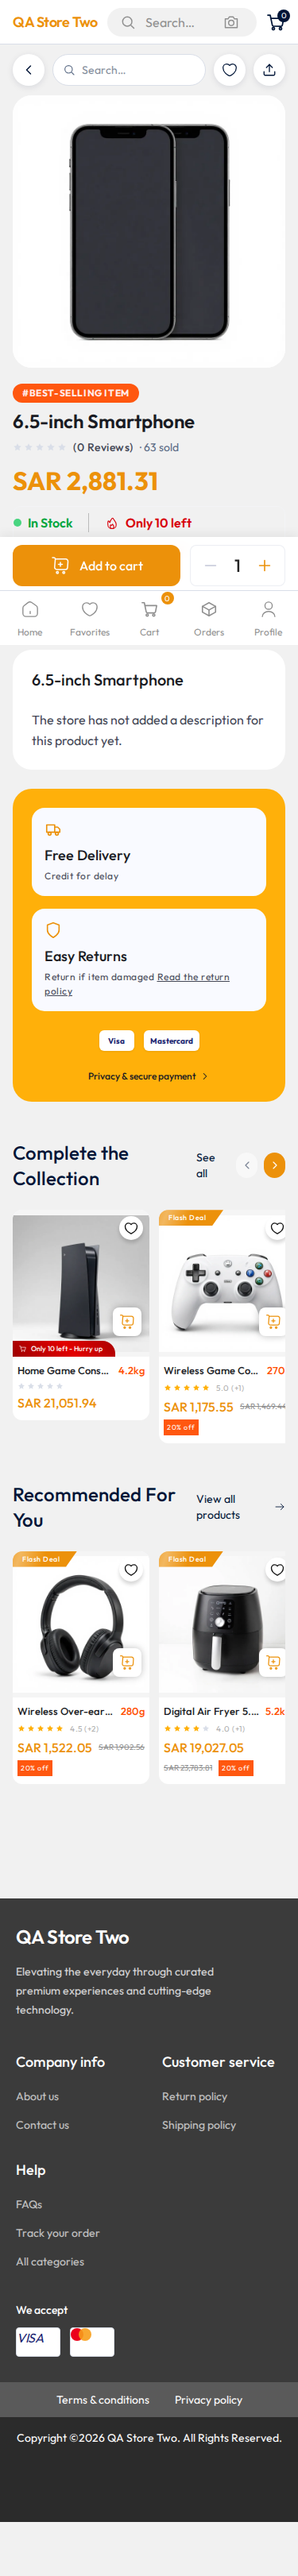 QA Store Two
Search...
0
Search...
#BEST-SELLING ITEM
6.5-inch Smartphone
(0 Reviews) · 63 sold
SAR 2,881.31
In Stock
Only 10 left
Add to cart
1
0
Home
Favorites
Cart
Orders
Profile
6.5-inch Smartphone
The store has not added a description for
this product yet.
Free Delivery
Credit for delay
Easy Returns
Return if item damaged Read the return
policy
Visa
Mastercard
Privacy & secure payment
Complete the
Collection
See
all
Only 10 left - Hurry up
Home Game Cons... 4.2kg
SAR 21,051.94
Flash Deal
Wireless Game Co... 270
5.0 (+1)
SAR 1,175.55 SAR 1,469.44
20% off
Recommended For
You
View all
products
Flash Deal
Wireless Over-ear... 280g
4.5 (+2)
SAR 1,522.05 SAR 1,902.56
20% off
Flash Deal
Digital Air Fryer 5.... 5.2k
4.0 (+1)
SAR 19,027.05
SAR 23,783.81 20% off
QA Store Two
Elevating the everyday through curated
premium experiences and cutting-edge
technology.
Company info
About us
Contact us
Customer service
Return policy
Shipping policy
Help
FAQs
Track your order
All categories
We accept
VISA
Terms & conditions
Privacy policy
Copyright ©2026 QA Store Two. All Rights Reserved.